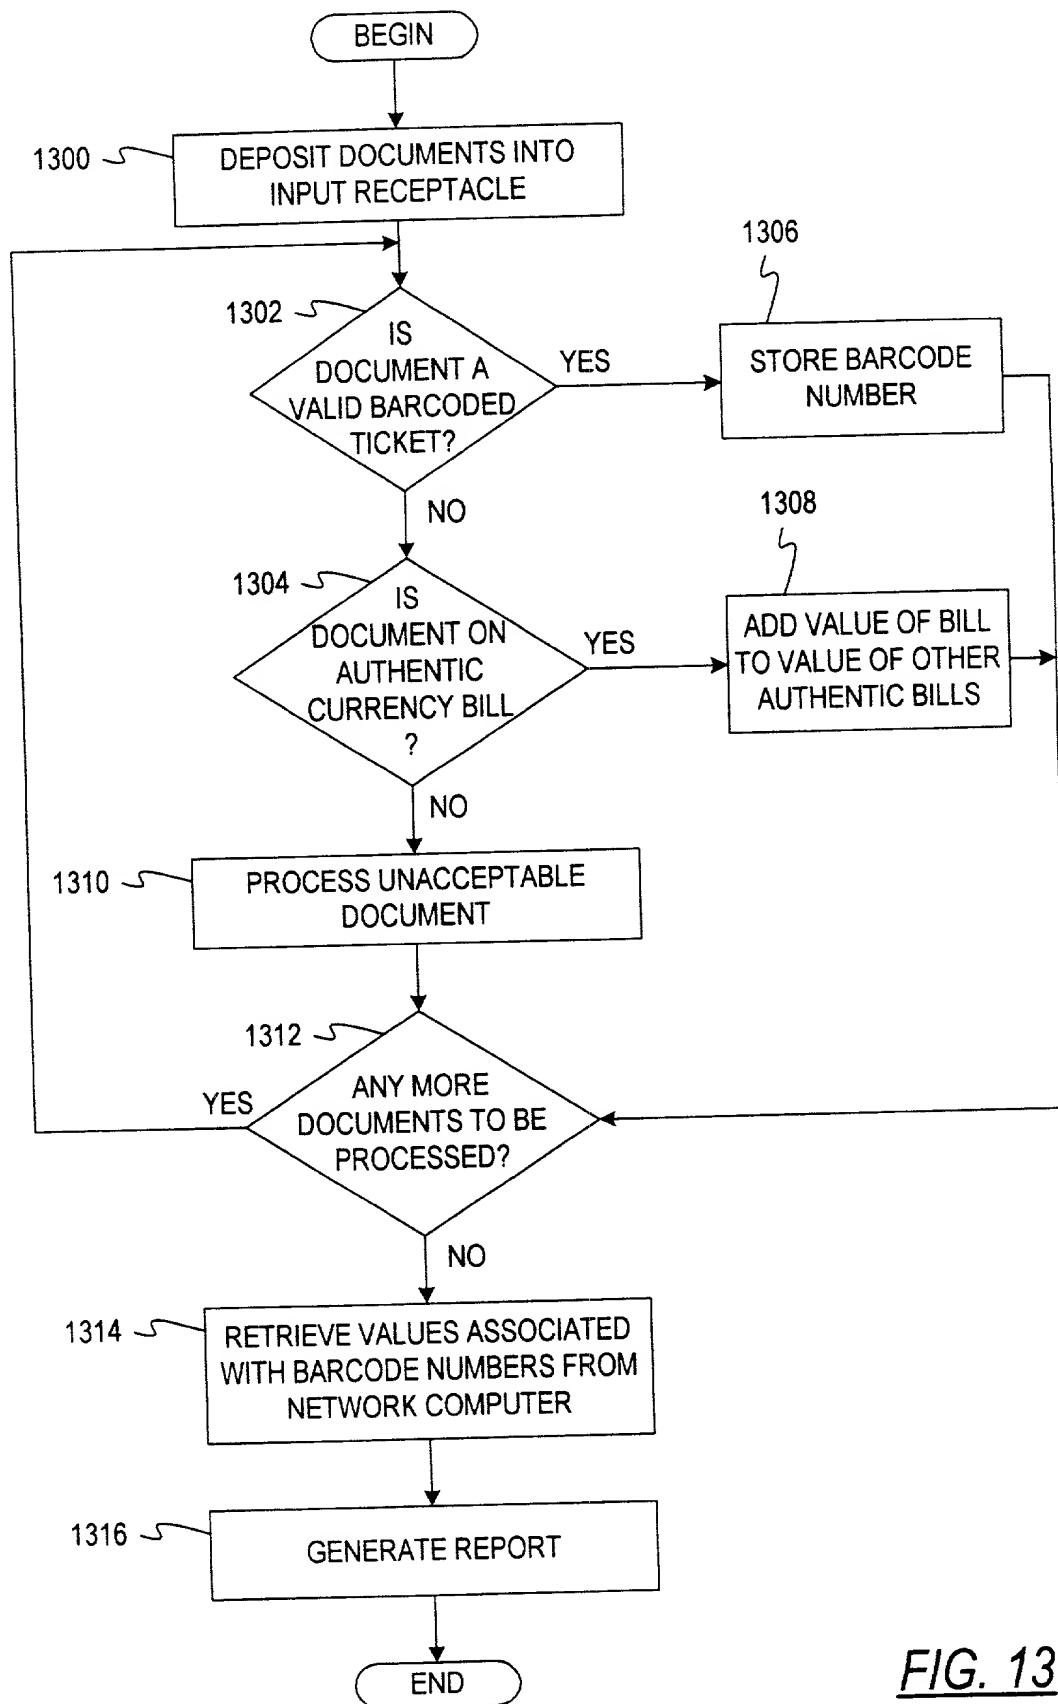 BEGIN
1300
DEPOSIT DOCUMENTS INTO
INPUT RECEPTACLE
1302
IS
DOCUMENT A
VALID BARCODED
TICKET?
YES
1306
STORE BARCODE
NUMBER
NO
1304
IS
DOCUMENT ON
AUTHENTIC
CURRENCY BILL
?
YES
1308
ADD VALUE OF BILL
TO VALUE OF OTHER
AUTHENTIC BILLS
NO
1310
PROCESS UNACCEPTABLE
DOCUMENT
1312
YES
ANY MORE
DOCUMENTS TO BE
PROCESSED?
NO
1314
RETRIEVE VALUES ASSOCIATED
WITH BARCODE NUMBERS FROM
NETWORK COMPUTER
1316
GENERATE REPORT
END
FIG. 13